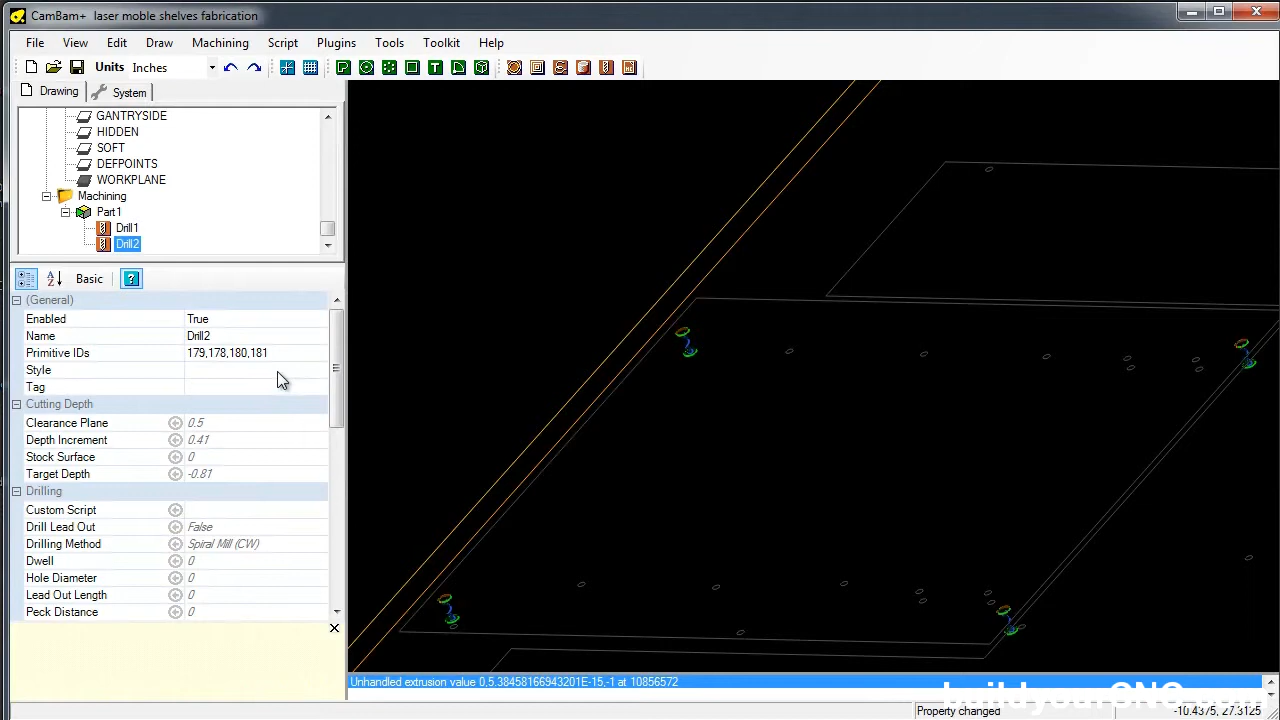 CamBam+ laser moble shelves fabrication
File View Edit Draw Machining Script Plugins Tools Toolkit Help
Units Inches
Drawing System
GANTRYSIDE
HIDDEN
SOFT
DEFPOINTS
WORKPLANE
Machining
Part1
Drill1
Drill2
Basic
(General)
Enabled True
Name Drill2
Primitive IDs 179,178,180,181
Style
Tag
Cutting Depth
Clearance Plane 0.5
Depth Increment 0.41
Stock Surface 0
Target Depth -0.81
Drilling
Custom Script
Drill Lead Out False
Drilling Method Spiral Mill (CW)
Dwell 0
Hole Diameter 0
Lead Out Length 0
Peck Distance 0
Unhandled extrusion value 0,5.38458166943201E-15,-1 at 10856572
buildyourCNC
Property changed -10.4375, 27.3125